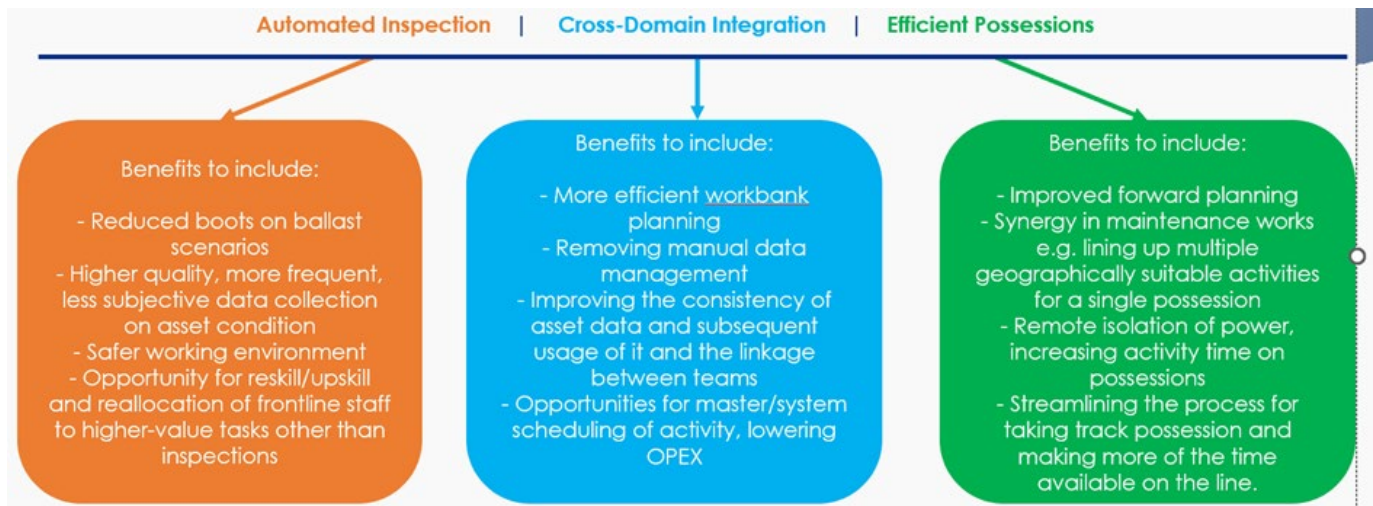 Automated Inspection | Cross-Domain Integration | Efficient Possessions
Benefits to include:
- Reduced boots on ballast
scenarios
- Higher quality, more frequent,
less subjective data collection
on asset condition
- Safer working environment
- Opportunity for reskill/upskill
and reallocation of frontline staff
to higher-value tasks other than
inspections
Benefits to include:
- More efficient workbank
planning
- Removing manual data
management
- Improving the consistency of
asset data and subsequent
usage of it and the linkage
between teams
- Opportunities for master/system
scheduling of activity, lowering
OPEX
Benefits to include:
- Improved forward planning
- Synergy in maintenance works
e.g. lining up multiple
geographically suitable activities
for a single possession
- Remote isolation of power,
increasing activity time on
possessions
- Streamlining the process for
taking track possession and
making more of the time
available on the line.